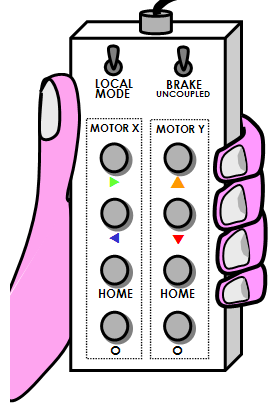 LOCAL
MODE
BRAKE
UNCOUPLED
MOTOR X
MOTOR Y
HOME
HOME